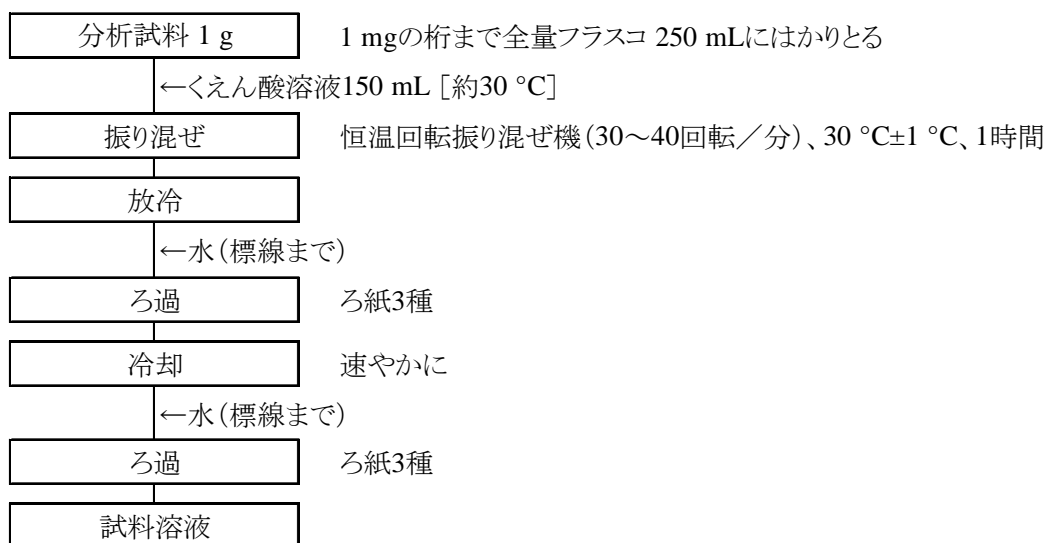 分析試料 1 g 1 mgの桁まで全量フラスコ 250 mLにはかりとる
←くえん酸溶液150 mL [約30 °C]
振り混ぜ 恒温回転振り混ぜ機(30~40回転/分)、30 °C±1 °C、1時間
放冷
←水(標線まで)
ろ過 ろ紙3種
冷却 速やかに
←水(標線まで)
ろ過 ろ紙3種
試料溶液